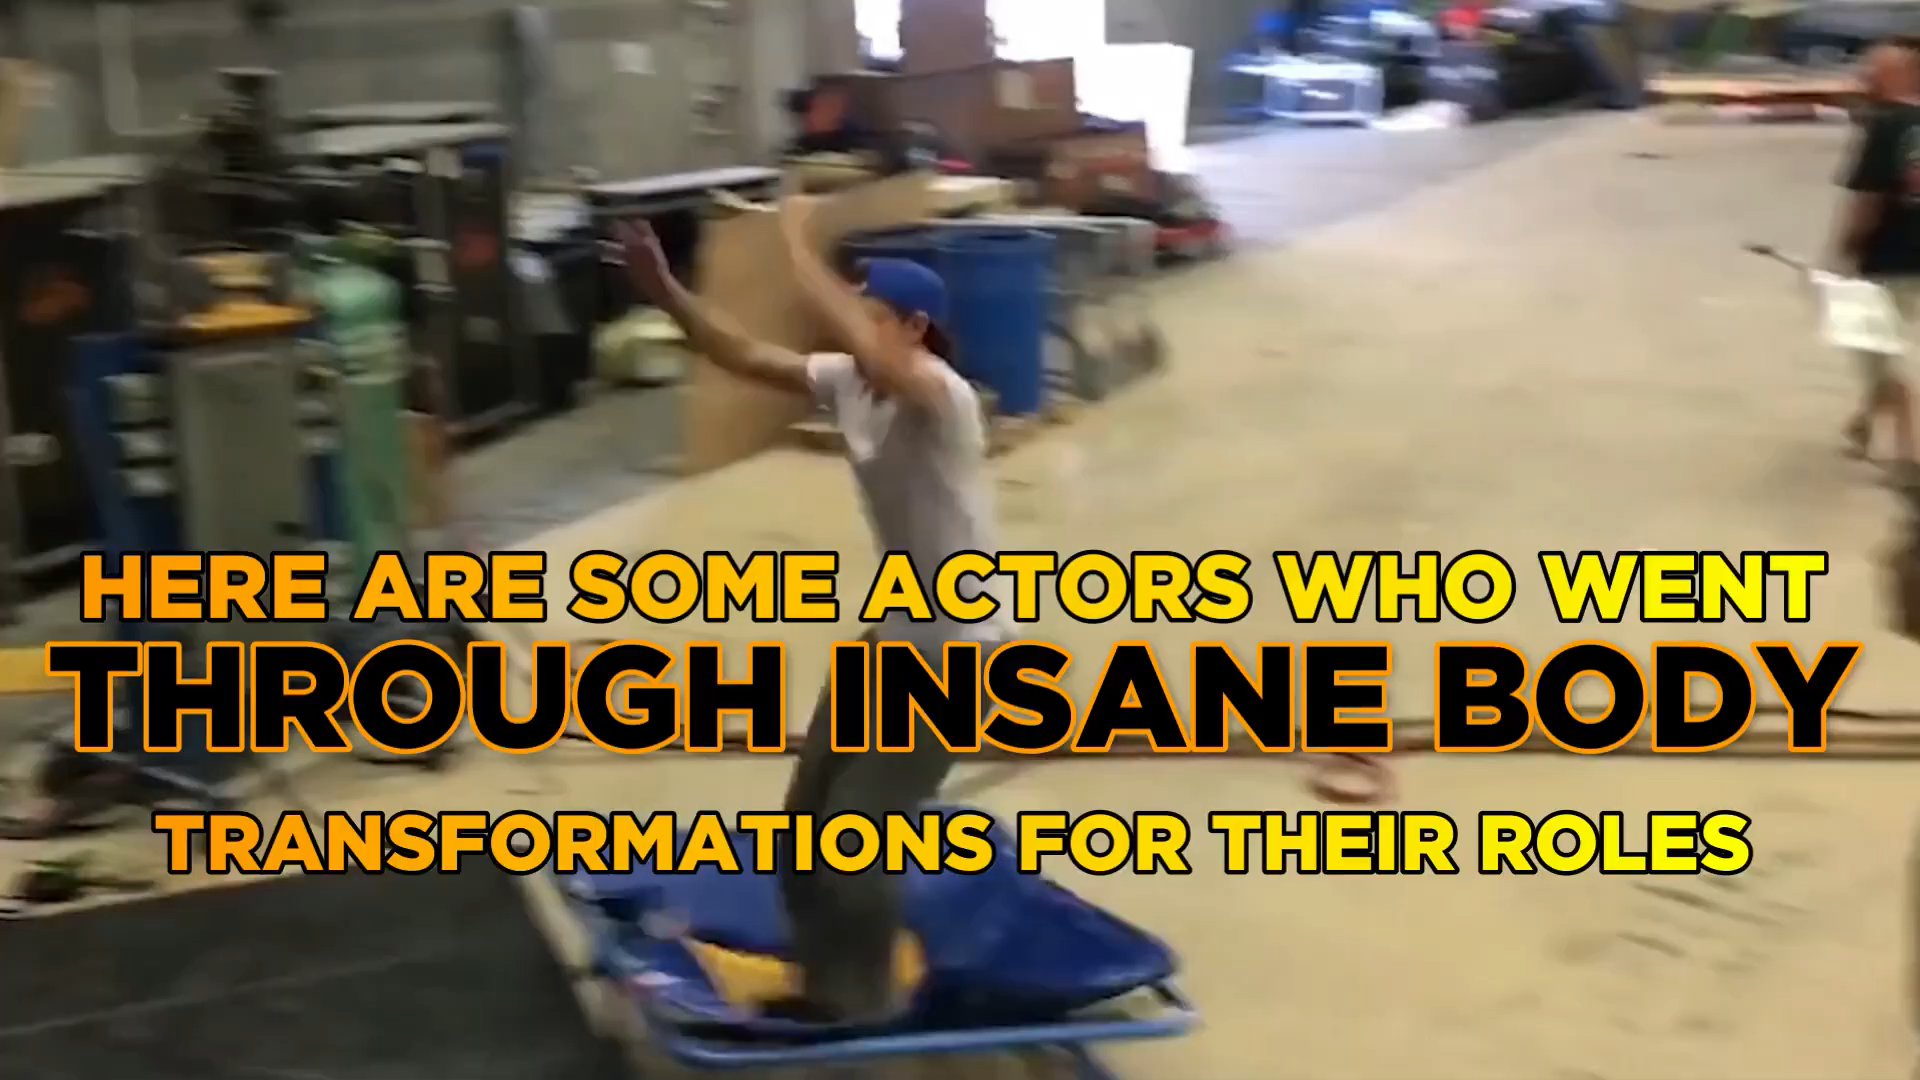 HERE ARE SOME ACTORS WHO WENT
THROUGH INSANE BODY
TRANSFORMATIONS FOR THEIR ROLES